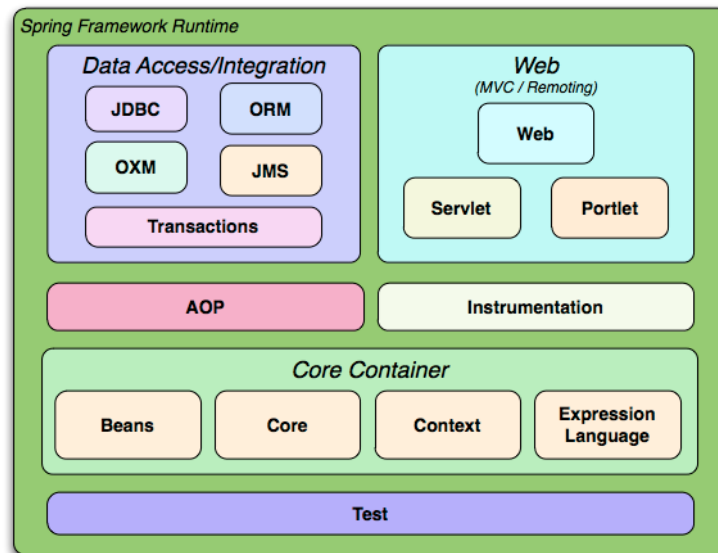 Spring Framework Runtime
Data Access/Integration
JDBC
ORM
OXM
JMS
Transactions
Web
(MVC / Remoting)
Web
Servlet
Portlet
AOP
Instrumentation
Core Container
Beans
Core
Context
Expression
Language
Test